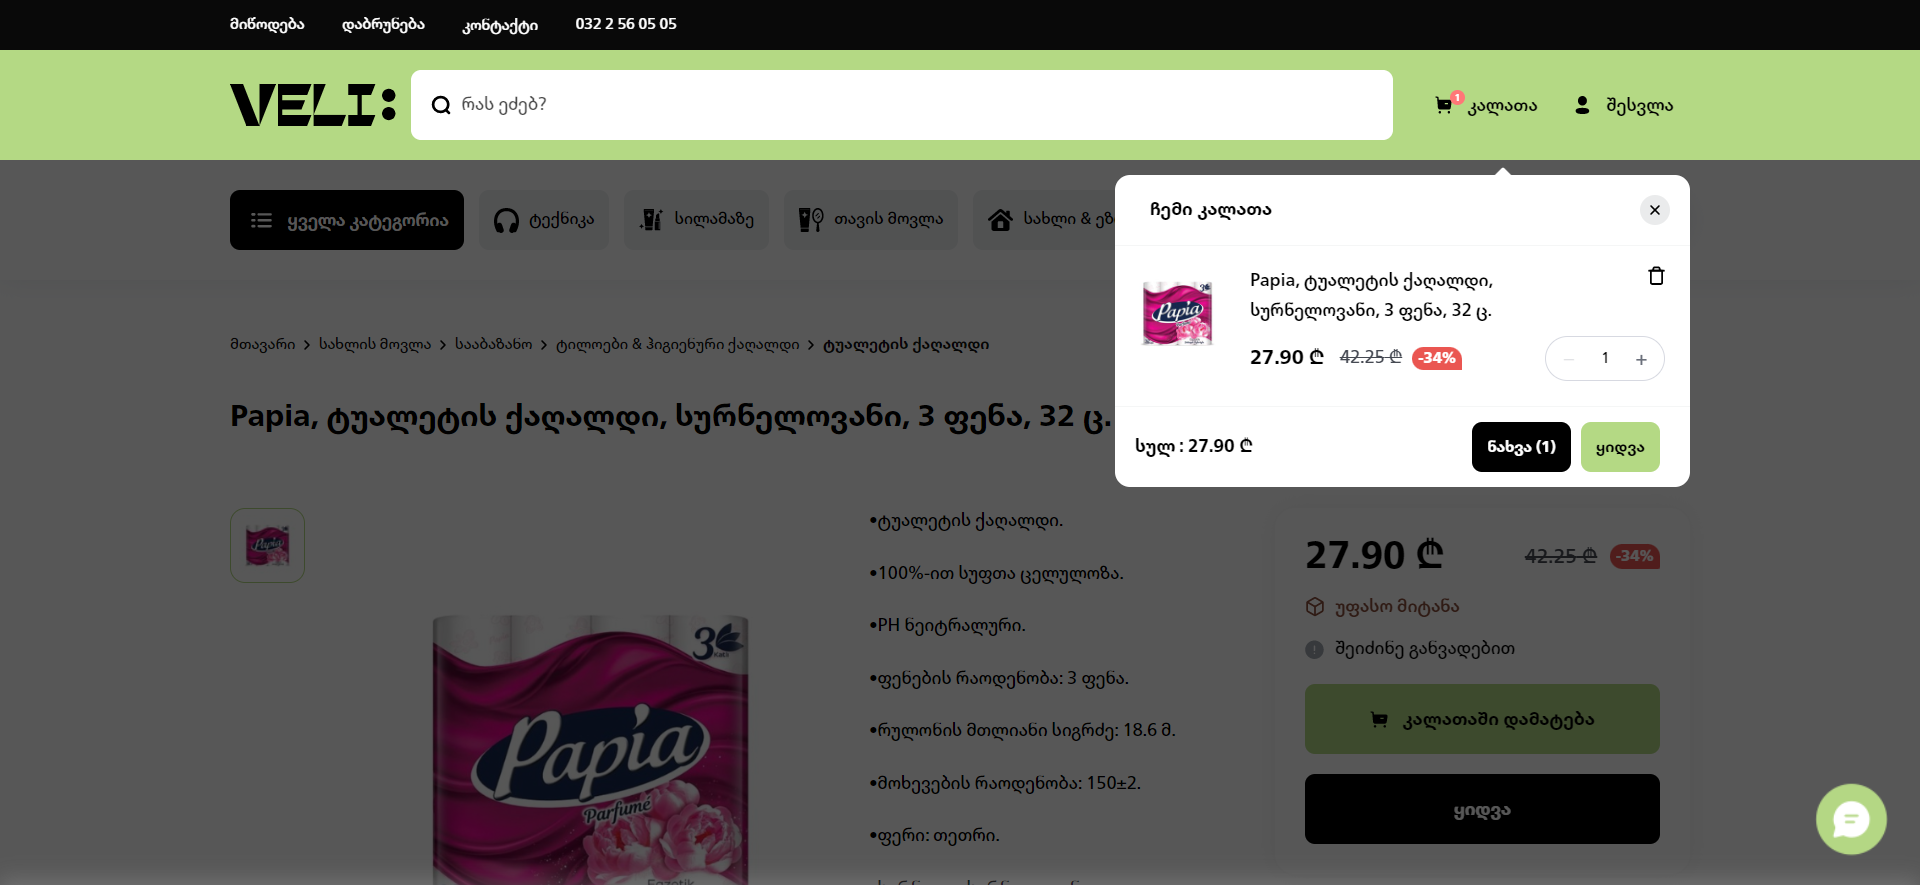 მიწოდება
დაბრუნება
კონტაქტი
032 2 56 05 05
VELI:
რას ეძებ?
1
კალათა
შესვლა
ყველა კატეგორია
ტექნიკა
სილამაზე
თავის მოვლა
სახლი & ეზ
ჩემი კალათა
Papia, ტუალეტის ქაღალდი,
სურნელოვანი, 3 ფენა, 32 ც.
27.90 ₾ 42.25 ₾ -34%
1
სულ : 27.90 ₾
ნახვა (1)
ყიდვა
მთავარი
სახლის მოვლა
სააბაზანო
ტილოები & ჰიგიენური ქაღალდი
ტუალეტის ქაღალდი
Papia, ტუალეტის ქაღალდი, სურნელოვანი, 3 ფენა, 32 ც.
3
Papia
Parfumé
•ტუალეტის ქაღალდი.
•100%-ით სუფთა ცელულოზა.
•PH ნეიტრალური.
•ფენების რაოდენობა: 3 ფენა.
•რულონის მთლიანი სიგრძე: 18.6 მ.
•მოხევების რაოდენობა: 150±2.
•ფერი: თეთრი.
27.90 ₾
42.25 ₾ -34%
უფასო მიტანა
შეიძინე განვადებით
კალათაში დამატება
ყიდვა